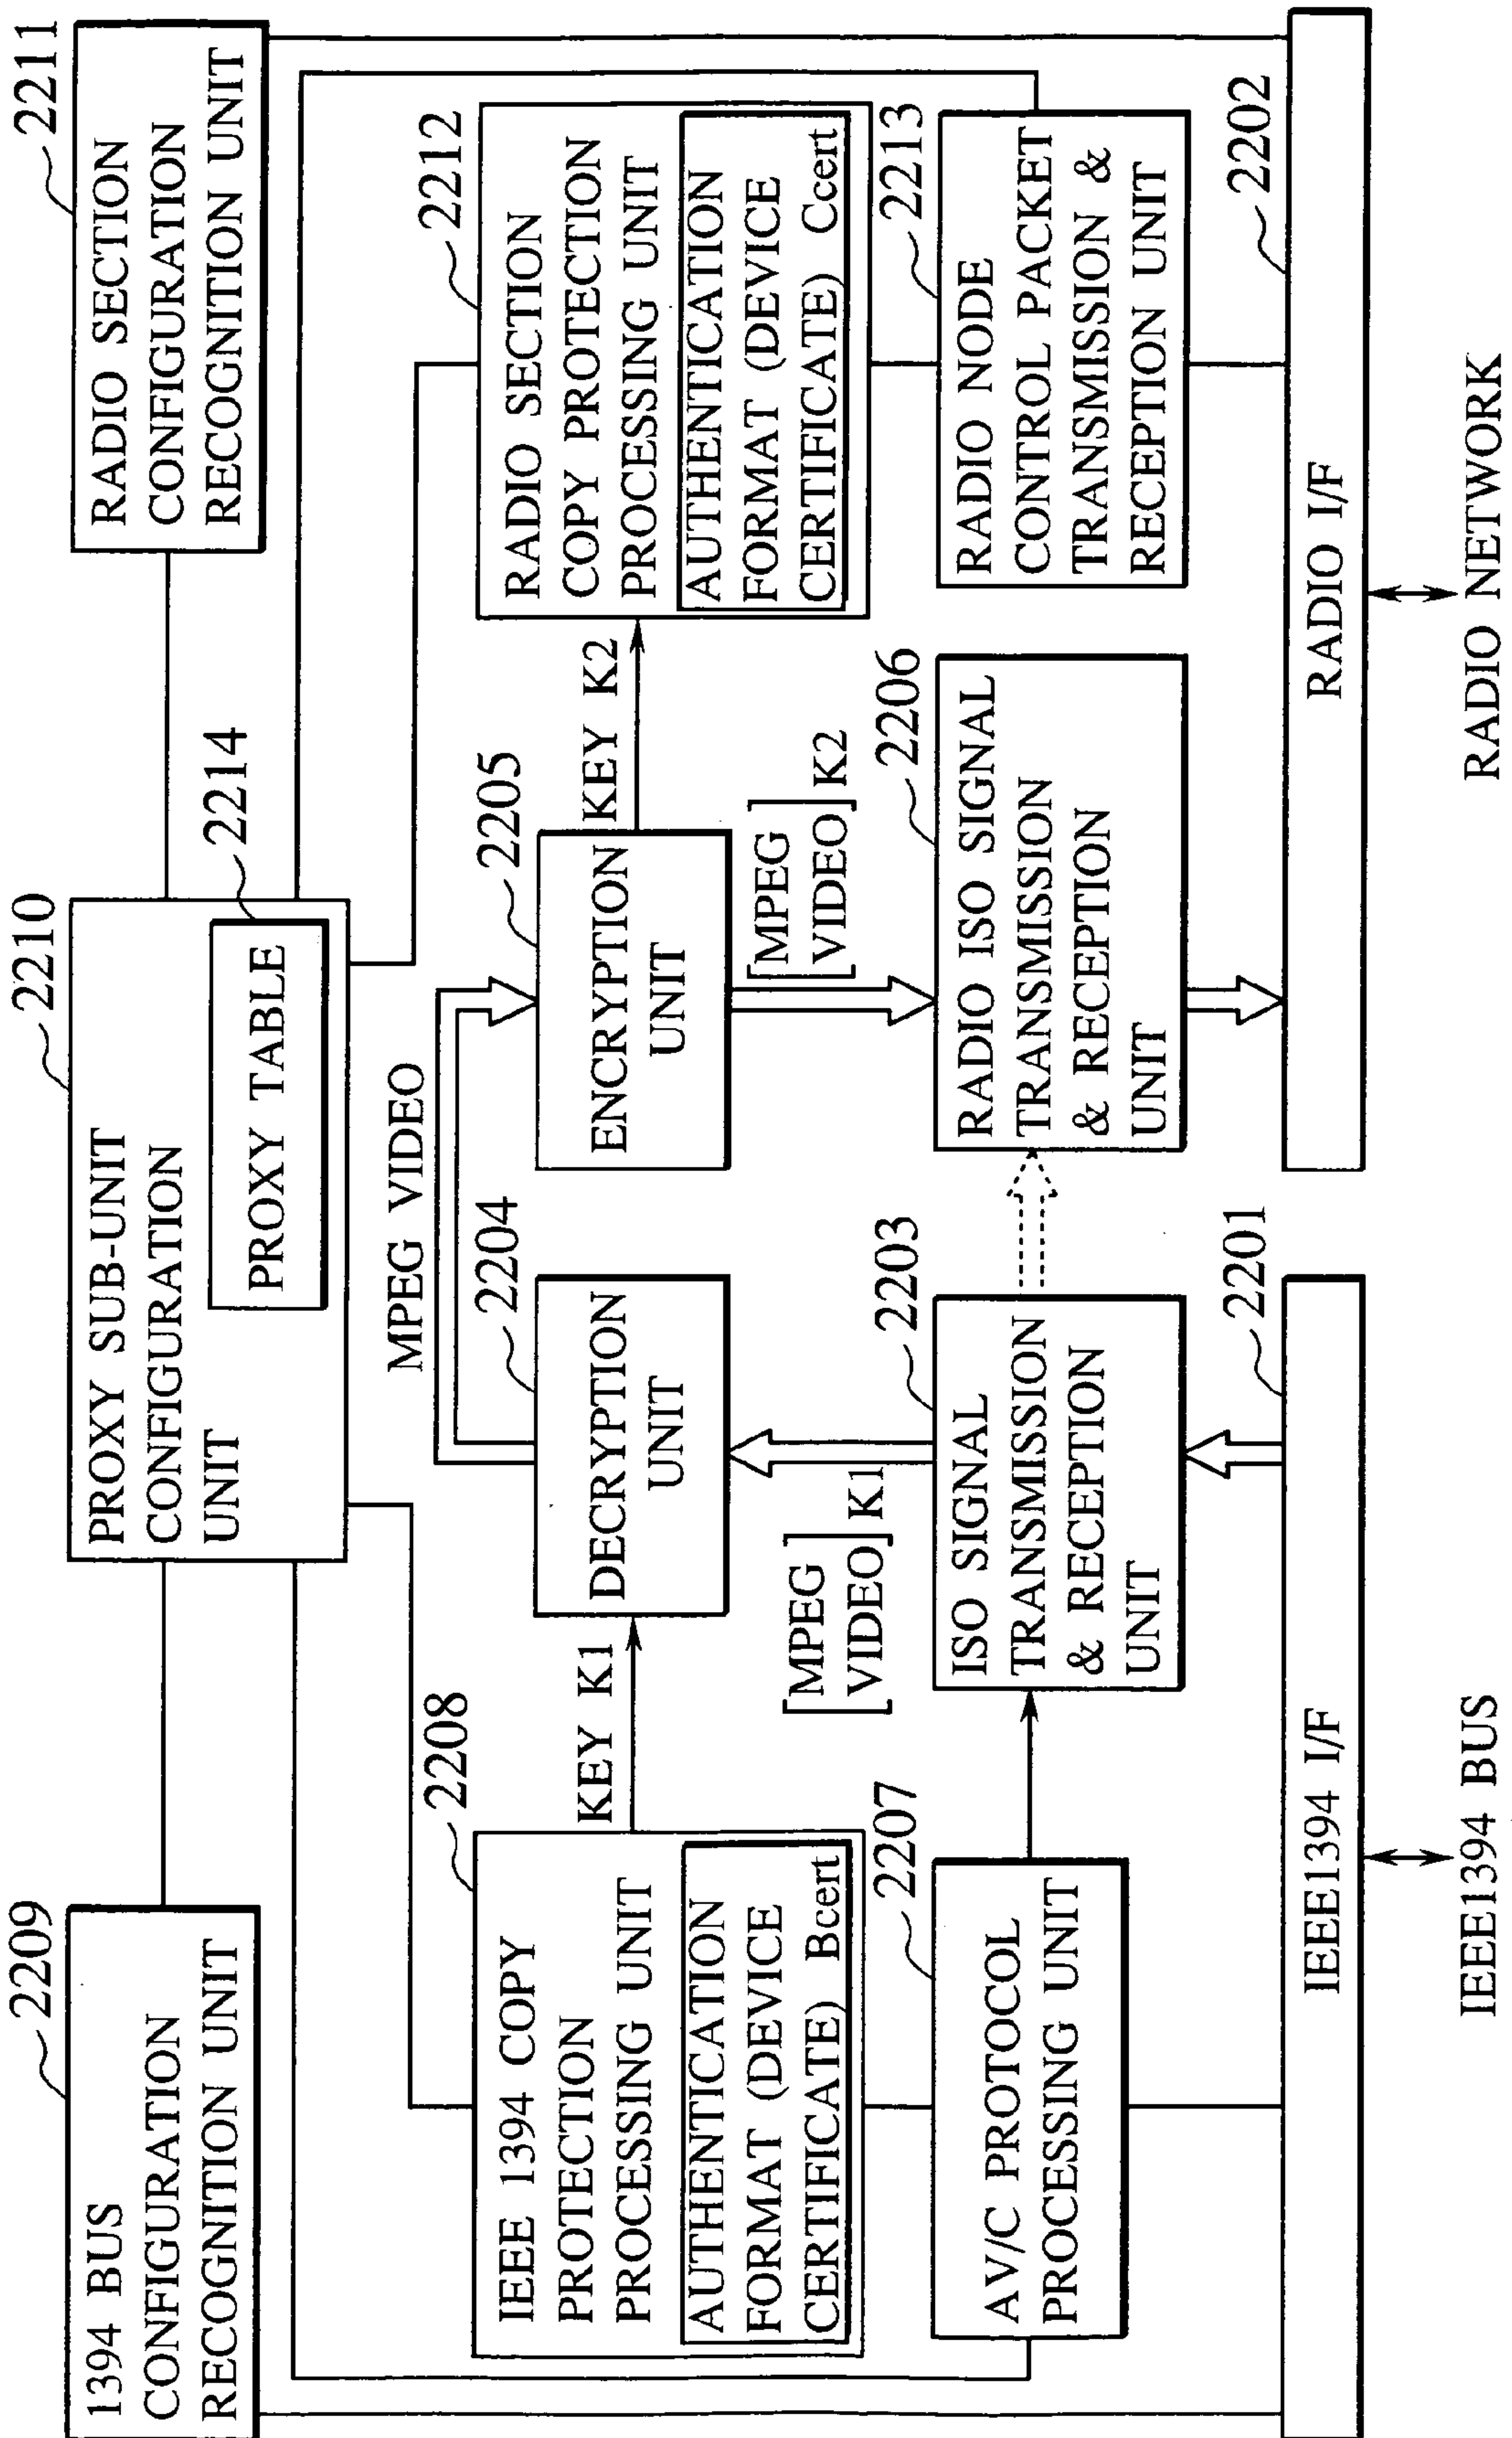 2209
1394 BUS
CONFIGURATION
RECOGNITION UNIT
2210
PROXY SUB-UNIT
CONFIGURATION
UNIT
2214
PROXY TABLE
2211
RADIO SECTION
CONFIGURATION
RECOGNITION UNIT
MPEG VIDEO
2208
IEEE 1394 COPY
PROTECTION
PROCESSING UNIT
AUTHENTICATION
FORMAT (DEVICE
CERTIFICATE) Bcert
KEY K1
2204
DECRYPTION
UNIT
2205
ENCRYPTION
UNIT
KEY K2
2212
RADIO SECTION
COPY PROTECTION
PROCESSING UNIT
AUTHENTICATION
FORMAT (DEVICE
CERTIFICATE) Ccert
[MPEG
VIDEO] K1
[MPEG
VIDEO] K2
2207
AV/C PROTOCOL
PROCESSING UNIT
2203
ISO SIGNAL
TRANSMISSION
& RECEPTION
UNIT
2206
RADIO ISO SIGNAL
TRANSMISSION
& RECEPTION
UNIT
2213
RADIO NODE
CONTROL PACKET
TRANSMISSION &
RECEPTION UNIT
2201
IEEE1394 I/F
2202
RADIO I/F
IEEE1394 BUS
RADIO NETWORK